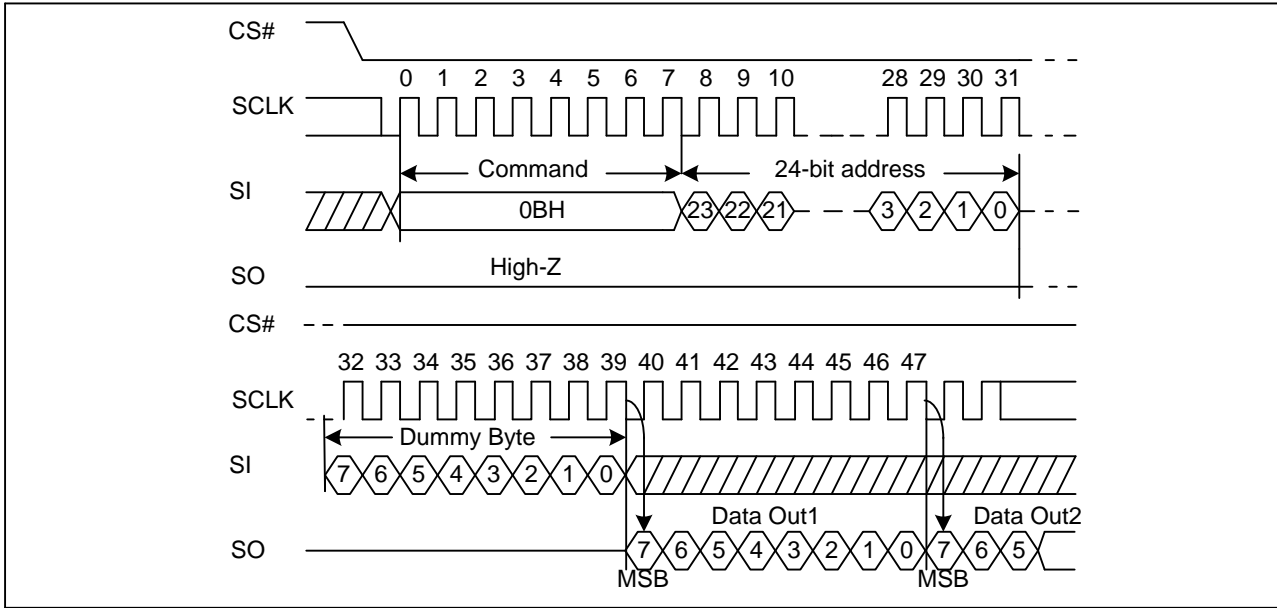 CS#
0 1 2 3 4 5 6 7 8 9 10 28 29 30 31
SCLK
Command 24-bit address
SI
0BH 23 22 21 3 2 1 0
High-Z
SO
CS#
32 33 34 35 36 37 38 39 40 41 42 43 44 45 46 47
SCLK
Dummy Byte
SI
7 6 5 4 3 2 1 0
Data Out1 Data Out2
SO
7 6 5 4 3 2 1 0 7 6 5
MSB MSB